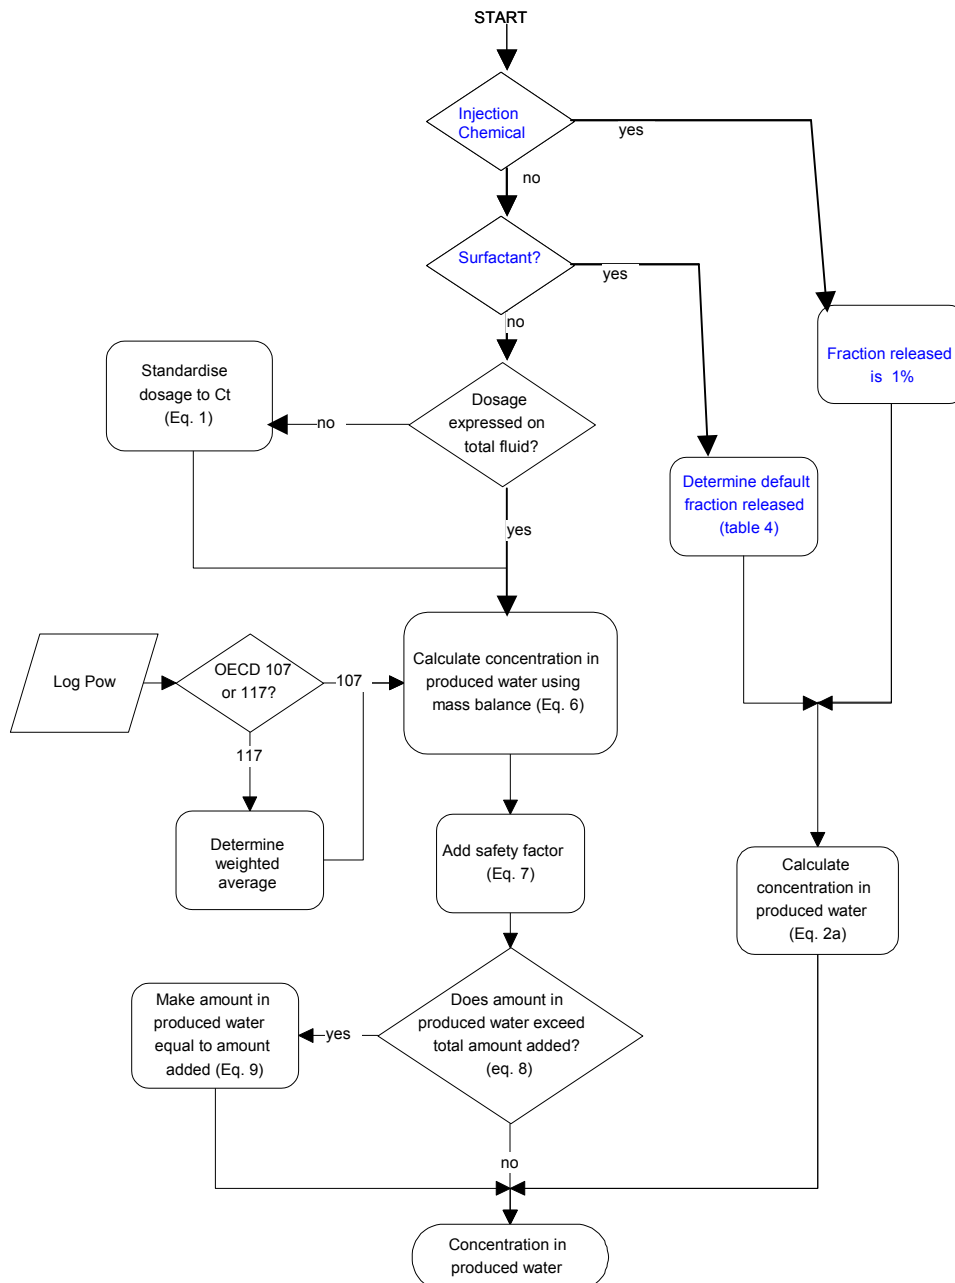 START
Injection
Chemical
yes
no
Surfactant?
yes
no
Fraction released
is 1%
Standardise
dosage to Ct
(Eq. 1)
no
Dosage
expressed on
total fluid?
Determine default
fraction released
(table 4)
yes
Log Pow
OECD 107
or 117?
107
Calculate concentration in
produced water using
mass balance (Eq. 6)
117
Determine
weighted
average
Add safety factor
(Eq. 7)
Calculate
concentration in
produced water
(Eq. 2a)
Make amount in
produced water
equal to amount
added (Eq. 9)
yes
Does amount in
produced water exceed
total amount added?
(eq. 8)
no
Concentration in
produced water